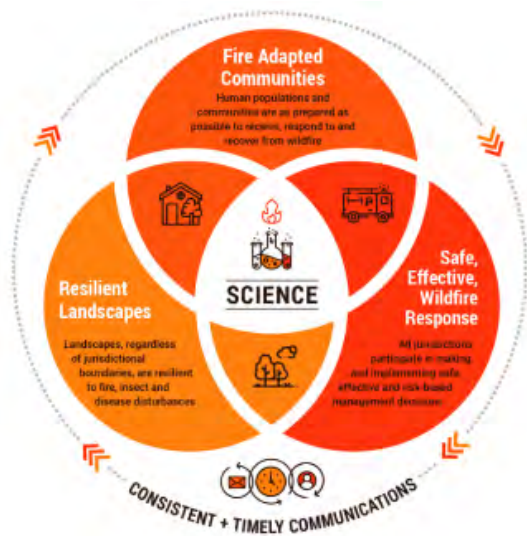 Fire Adapted
Communities
Human populations and
communities are as prepared as
possible to receive, respond to and
recover from wildfire
SCIENCE
Resilient
Landscapes
Landscapes, regardless
of jurisdictional
boundaries, are resilient
to fire, insect and
disease disturbances
Safe,
Effective,
Wildfire
Response
All jurisdictions
participate in making
and implementing safe,
effective and risk-based
management decisions
CONSISTENT + TIMELY COMMUNICATIONS